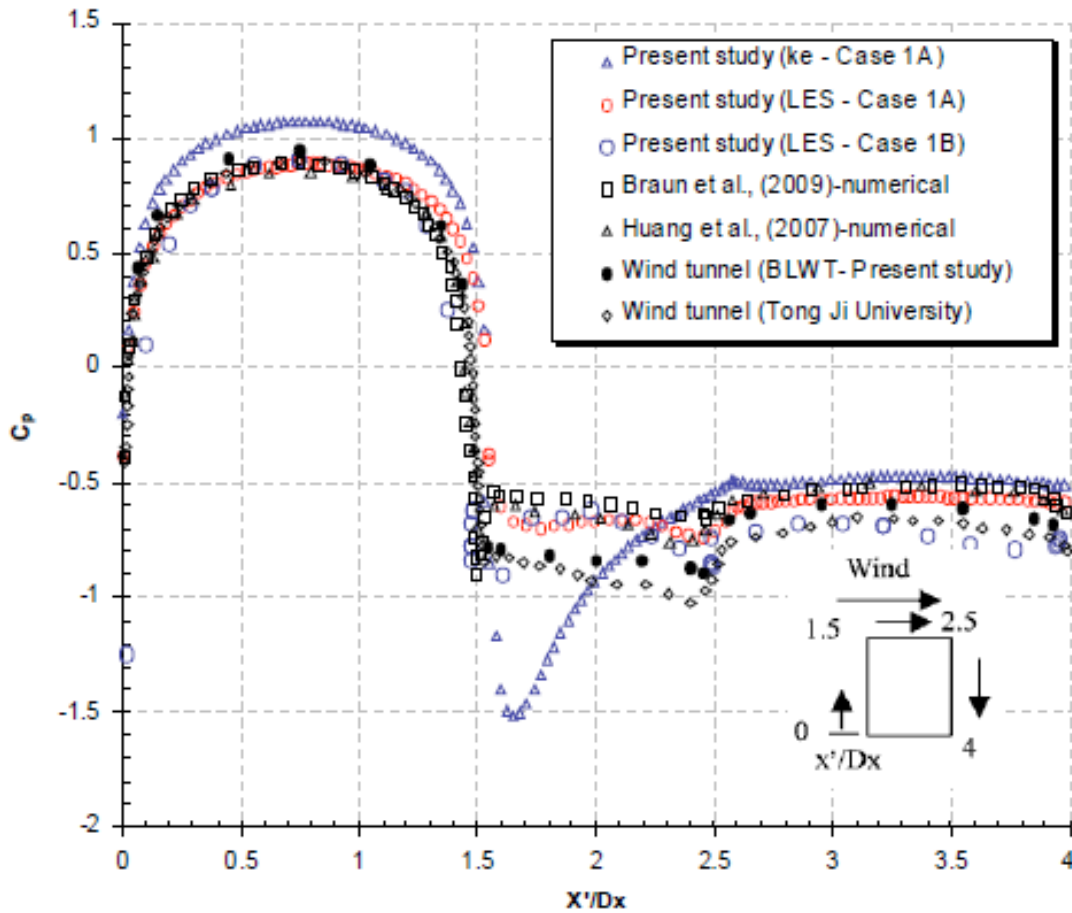 1.5
1
0.5
0
-0.5
-1
-1.5
-2
Cp
Present study (ke - Case 1A)
Present study (LES - Case 1A)
Present study (LES - Case 1B)
Braun et al., (2009)-numerical
Huang et al., (2007)-numerical
Wind tunnel (BLWT- Present study)
Wind tunnel (Tong Ji University)
Wind
1.5 2.5
0
x'/Dx
4
0 0.5 1 1.5 2 2.5 3 3.5 4
X'/Dx